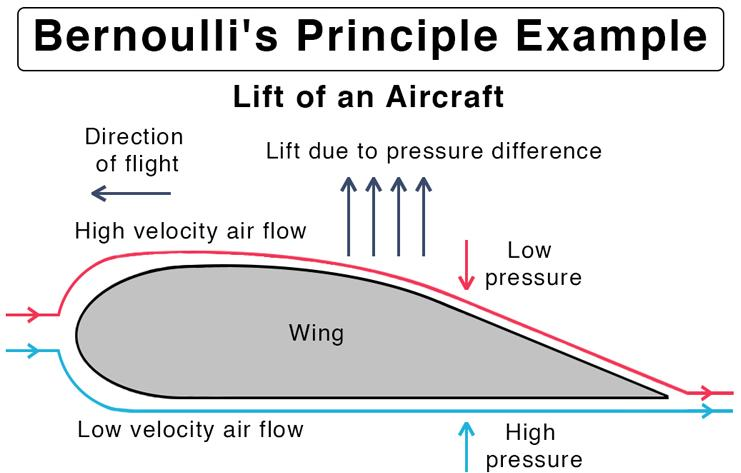 Bernoulli's Principle Example
Lift of an Aircraft
Direction
of flight
Lift due to pressure difference
High velocity air flow
Low
pressure
Wing
Low velocity air flow
High
pressure